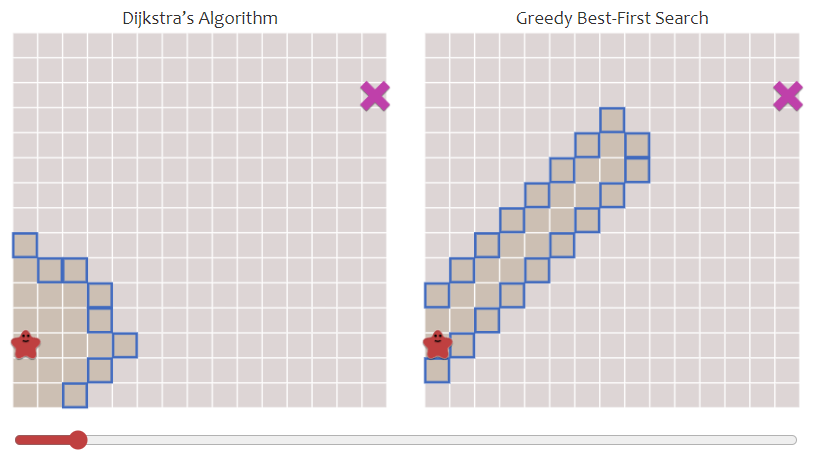 Dijkstra’s Algorithm
Greedy Best-First Search